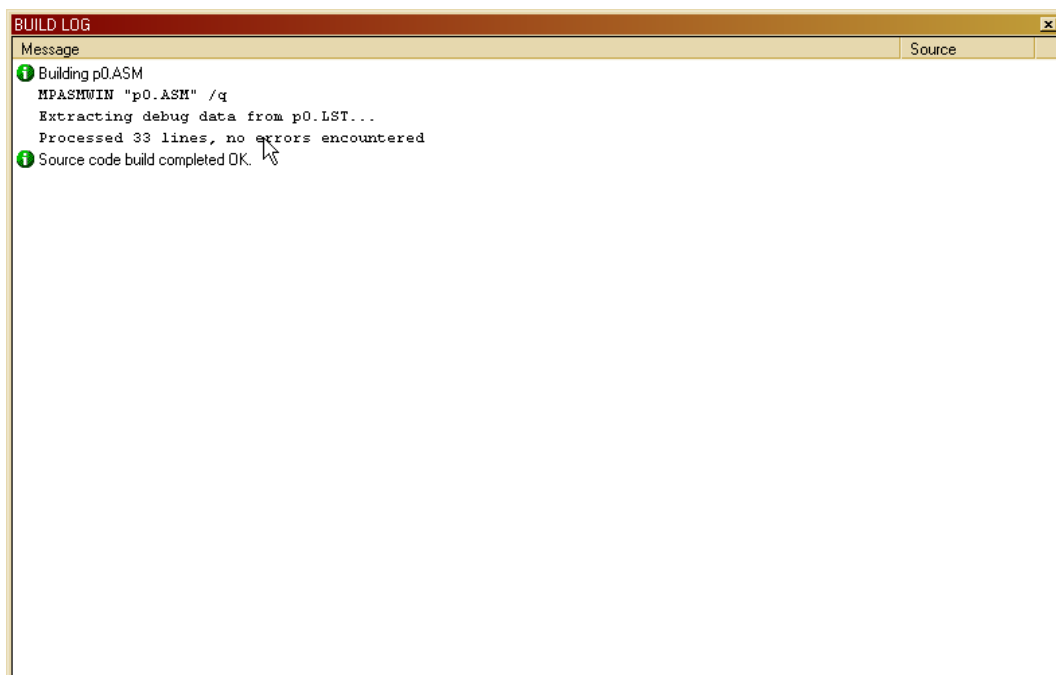 BUILD LOG
Message Source
Building p0.ASM
MPASMWIN "p0.ASM" /q
Extracting debug data from p0.LST...
Processed 33 lines, no errors encountered
Source code build completed OK.